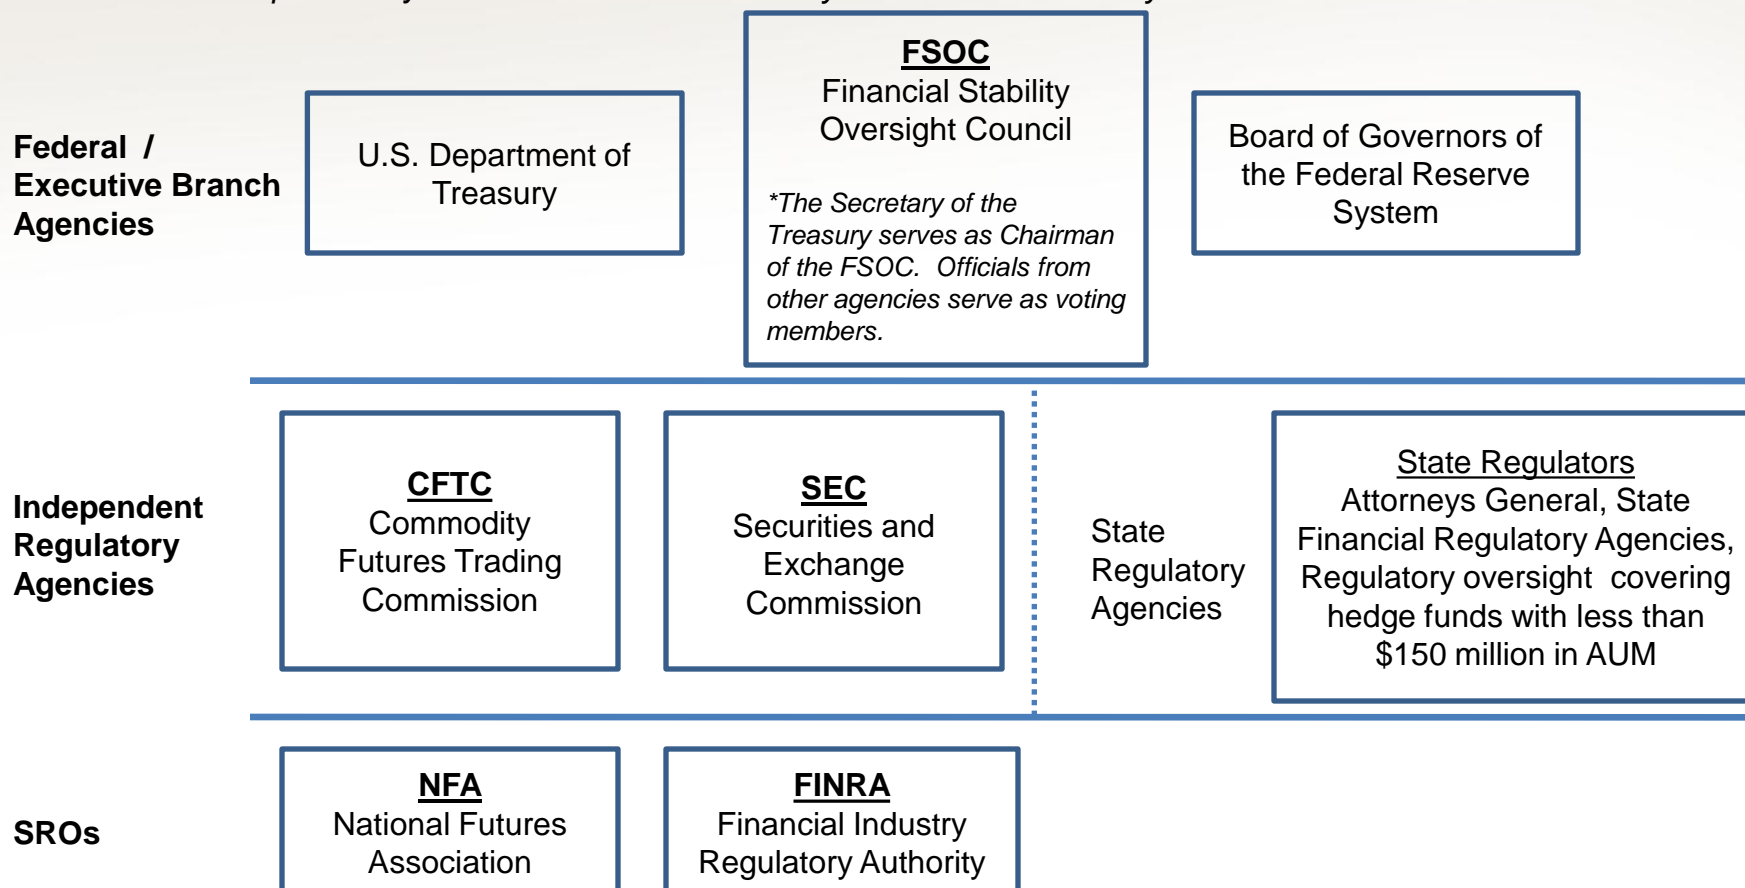 Federal /
Executive Branch
Agencies
U.S. Department of
Treasury
FSOC
Financial Stability
Oversight Council
*The Secretary of the
Treasury serves as Chairman
of the FSOC. Officials from
other agencies serve as voting
members.
Board of Governors of
the Federal Reserve
System
Independent
Regulatory
Agencies
CFTC
Commodity
Futures Trading
Commission
SEC
Securities and
Exchange
Commission
State
Regulatory
Agencies
State Regulators
Attorneys General, State
Financial Regulatory Agencies,
Regulatory oversight covering
hedge funds with less than
$150 million in AUM
SROs
NFA
National Futures
Association
FINRA
Financial Industry
Regulatory Authority